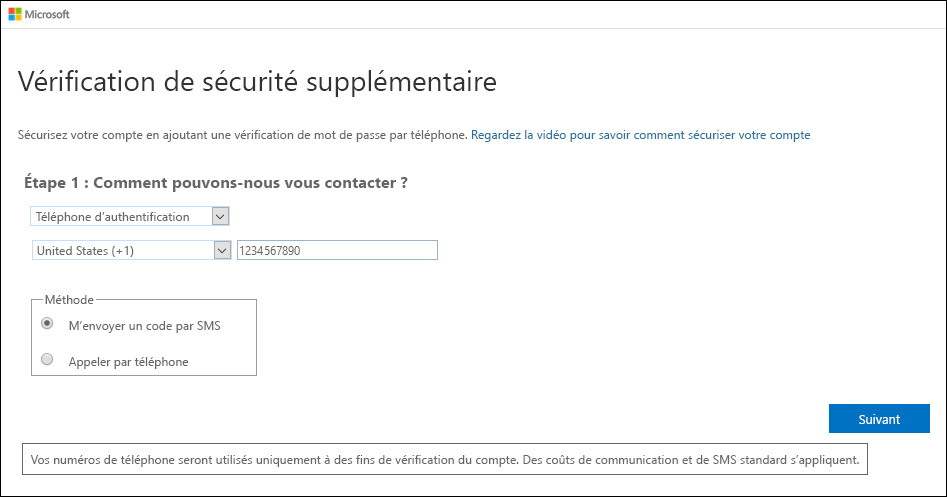 Microsoft
Vérification de sécurité supplémentaire
Sécurisez votre compte en ajoutant une vérification de mot de passe par téléphone. Regardez la vidéo pour savoir comment sécuriser votre compte
Étape 1 : Comment pouvons-nous vous contacter ?
Téléphone d'authentification
United States (+1) 1234567890
Méthode
M'envoyer un code par SMS
Appeler par téléphone
Suivant
Vos numéros de téléphone seront utilisés uniquement à des fins de vérification du compte. Des coûts de communication et de SMS standard s'appliquent.